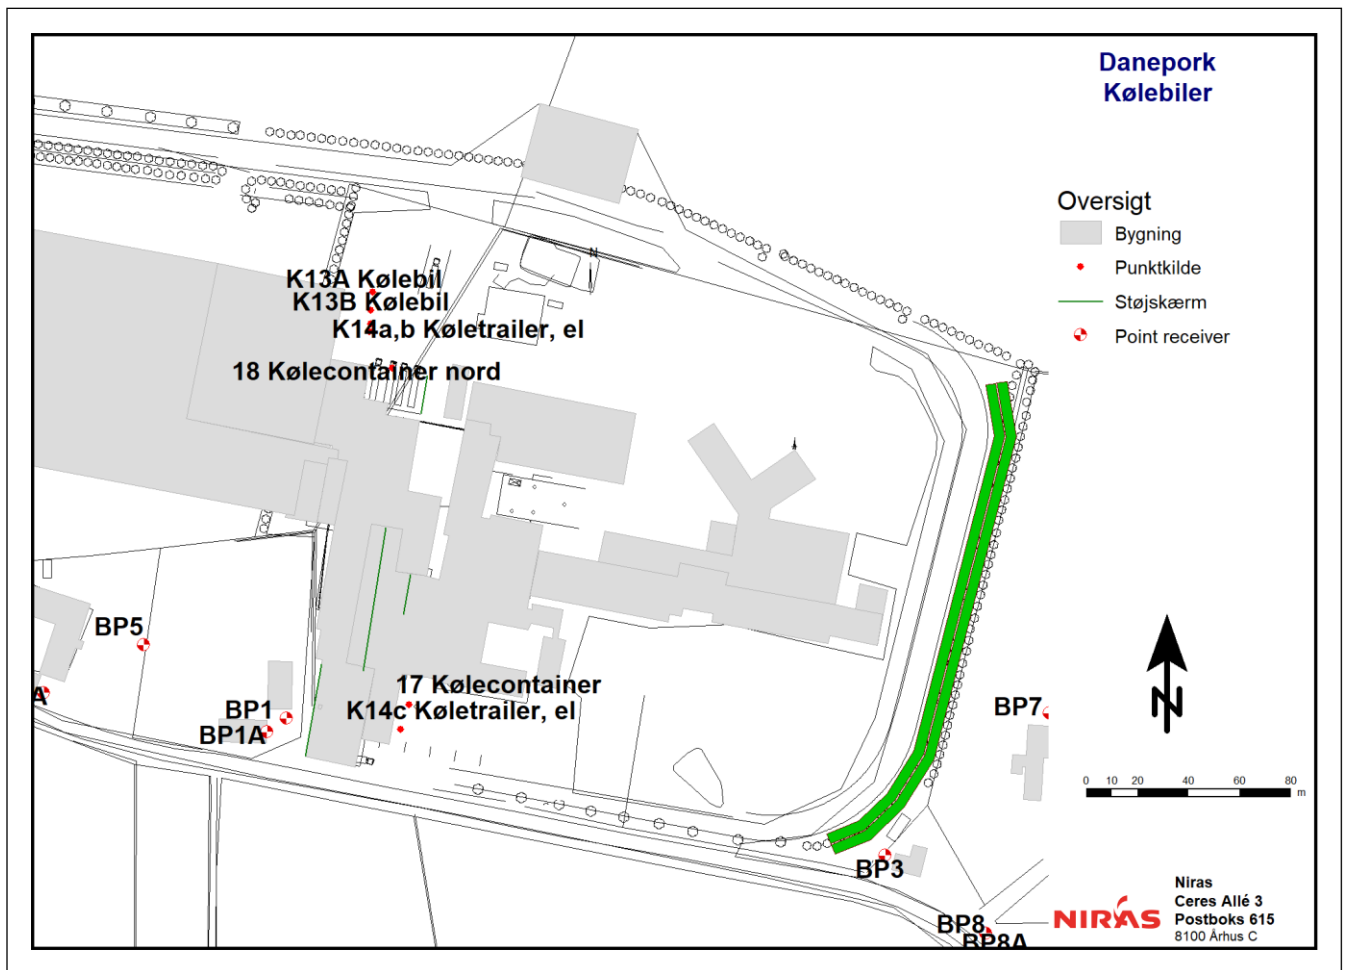 Danepork
Kølebiler
Oversigt
Bygning
Punktkilde
Støjskærm
Point receiver
K13A Kølebil
K13B Kølebil
K14a,b Køletrailer, el
18 Kølecontainer nord
N
BP5
A
BP1
BP1A
17 Kølecontainer
K14c Køletrailer, el
BP7
N
0 10 20 40 60 80
m
BP3
BP8
BP8A
NIRAS
Niras
Ceres Allé 3
Postboks 615
8100 Århus C